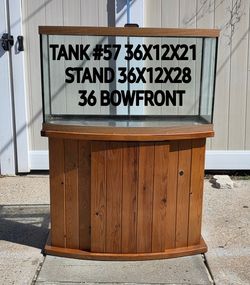 TANK #57 36X12X21
STAND 36X12X28
36 BOWFRONT